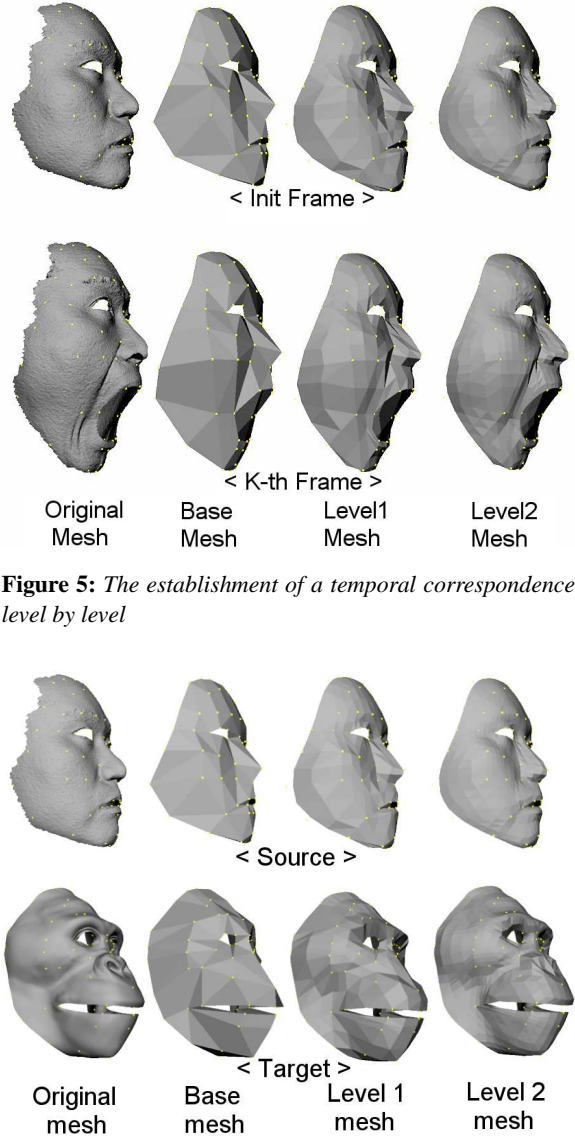 < Init Frame >
< K-th Frame >
Original Mesh
Base Mesh
Level1 Mesh
Level2 Mesh
Figure 5: The establishment of a temporal correspondence
level by level
< Source >
< Target >
Original mesh
Base mesh
Level 1 mesh
Level 2 mesh